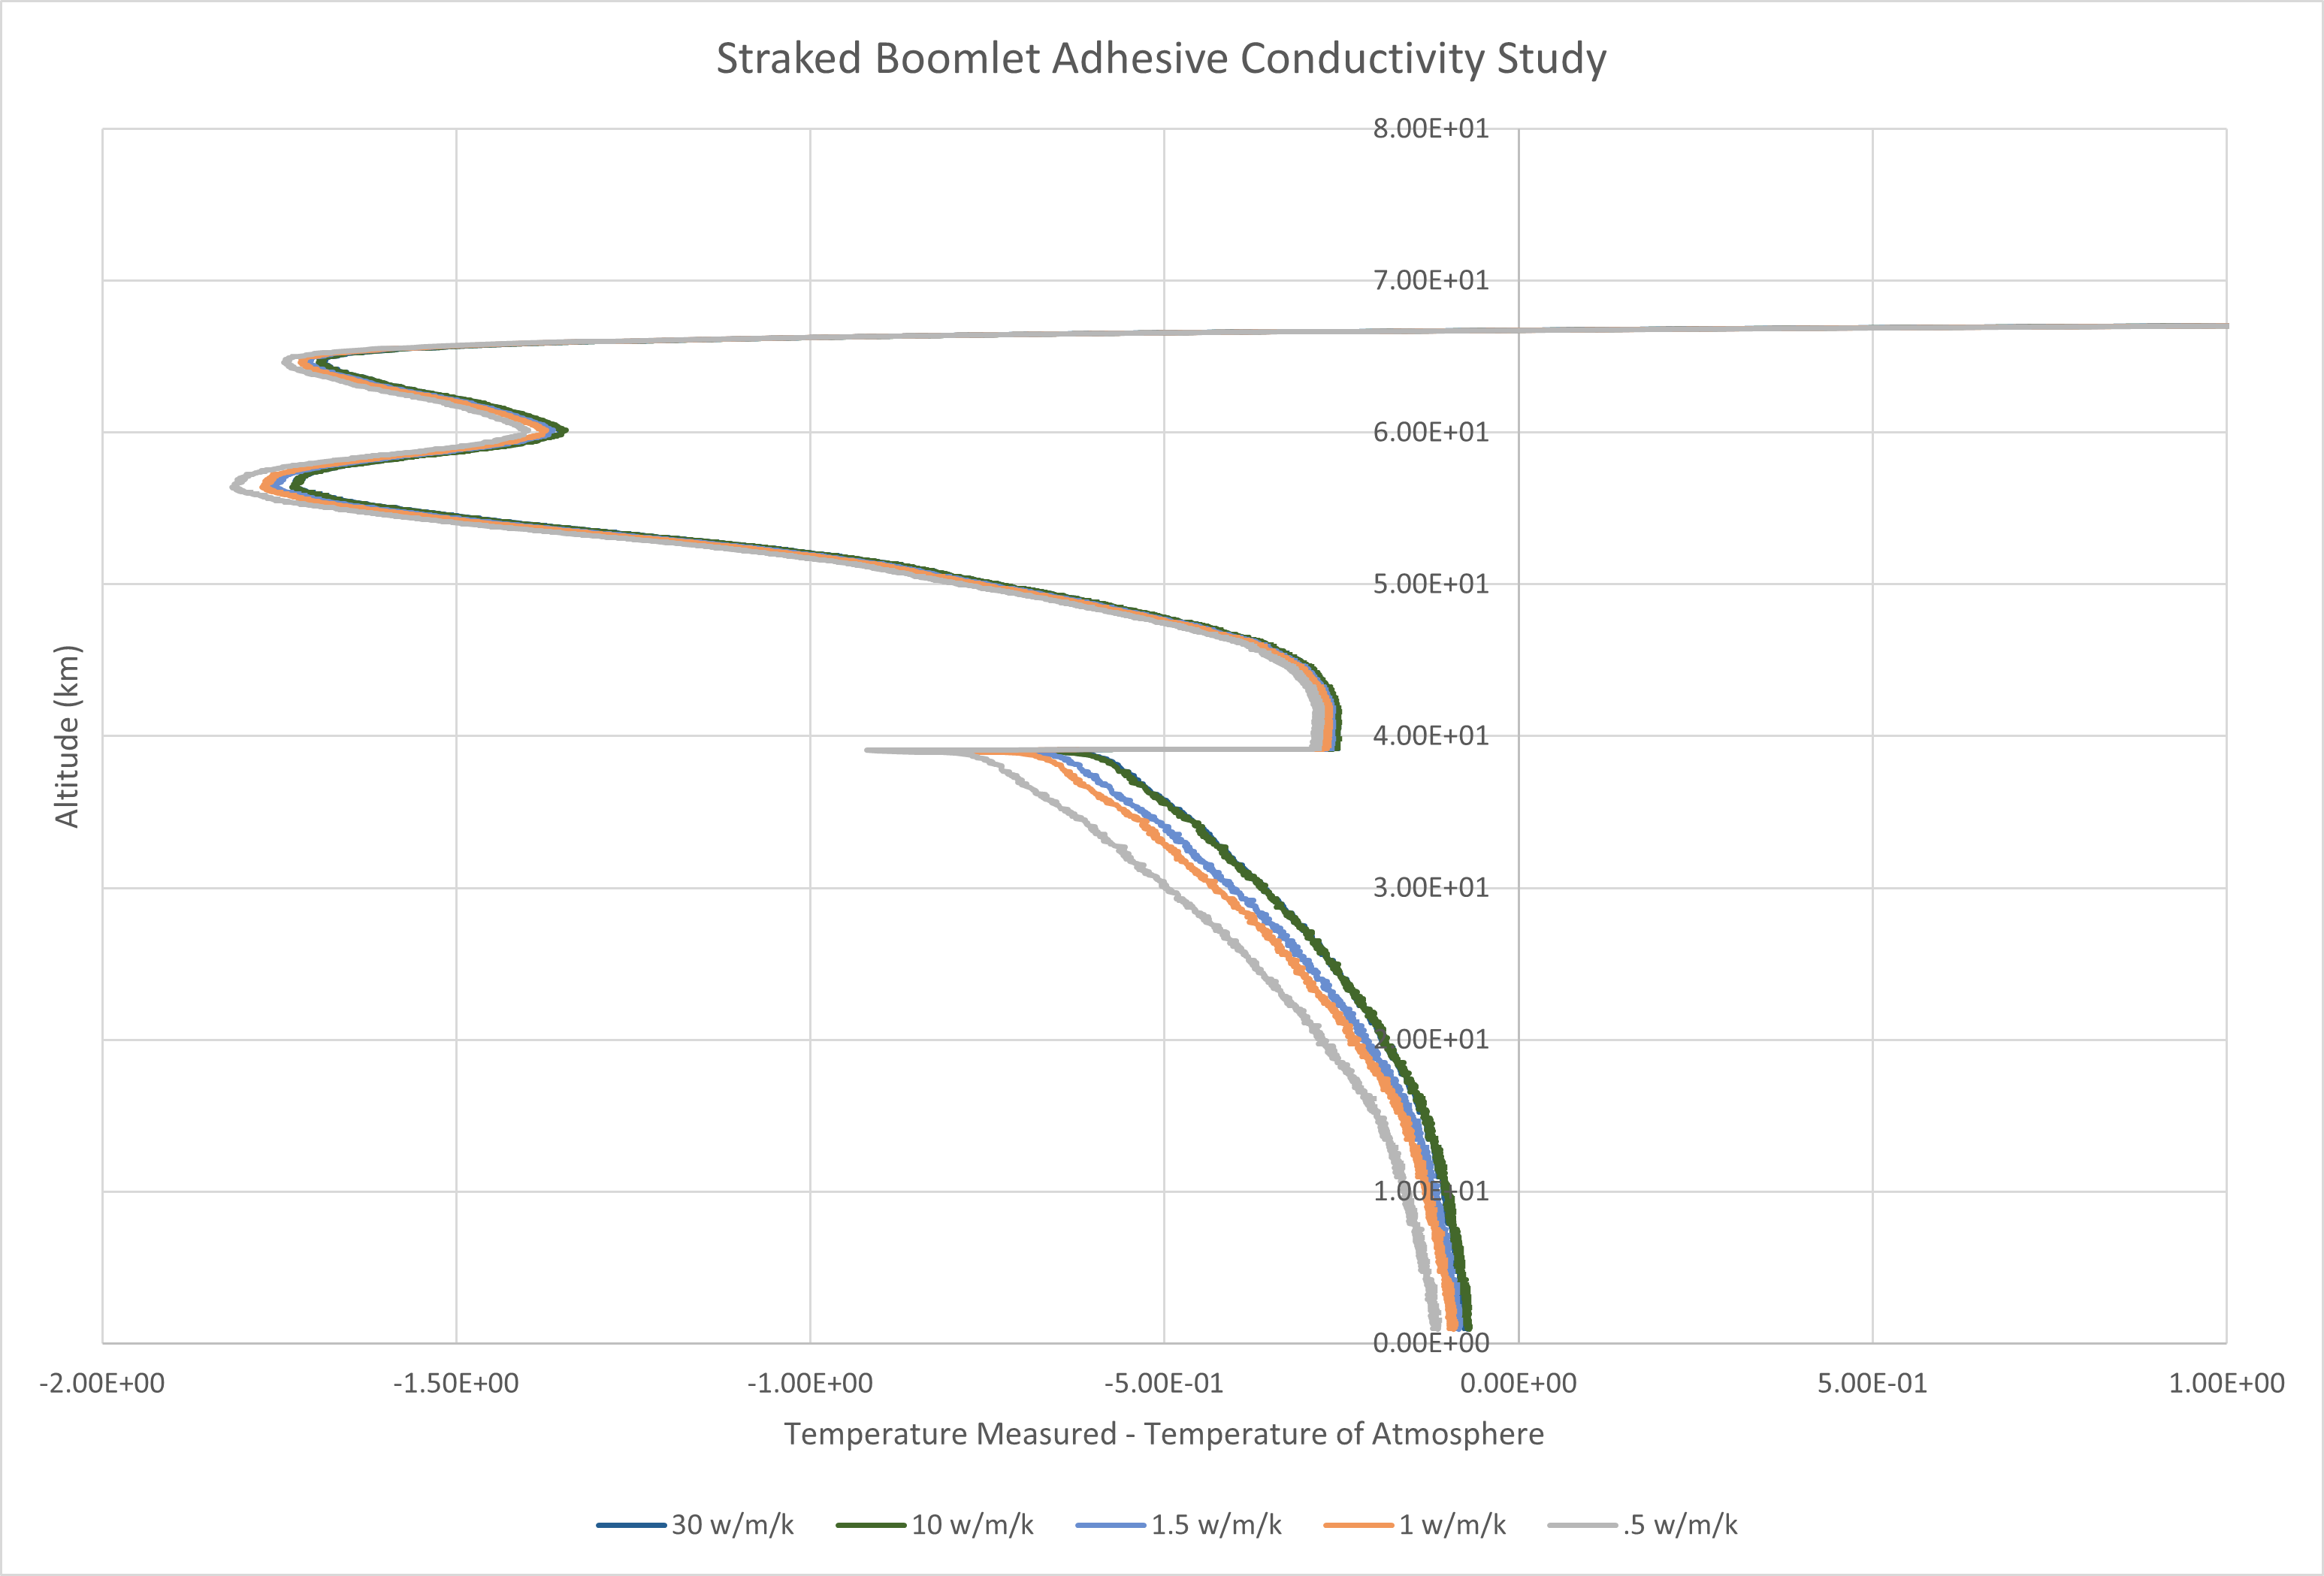 Straked Boomlet Adhesive Conductivity Study
8.00E+01
7.00E+01
6.00E+01
5.00E+01
4.00E+01
3.00E+01
2.00E+01
1.00E+01
0.00E+00
Altitude (km)
-2.00E+00 -1.50E+00 -1.00E+00 -5.00E-01 0.00E+00 5.00E-01 1.00E+00
Temperature Measured - Temperature of Atmosphere
30 w/m/k 10 w/m/k 1.5 w/m/k 1 w/m/k .5 w/m/k